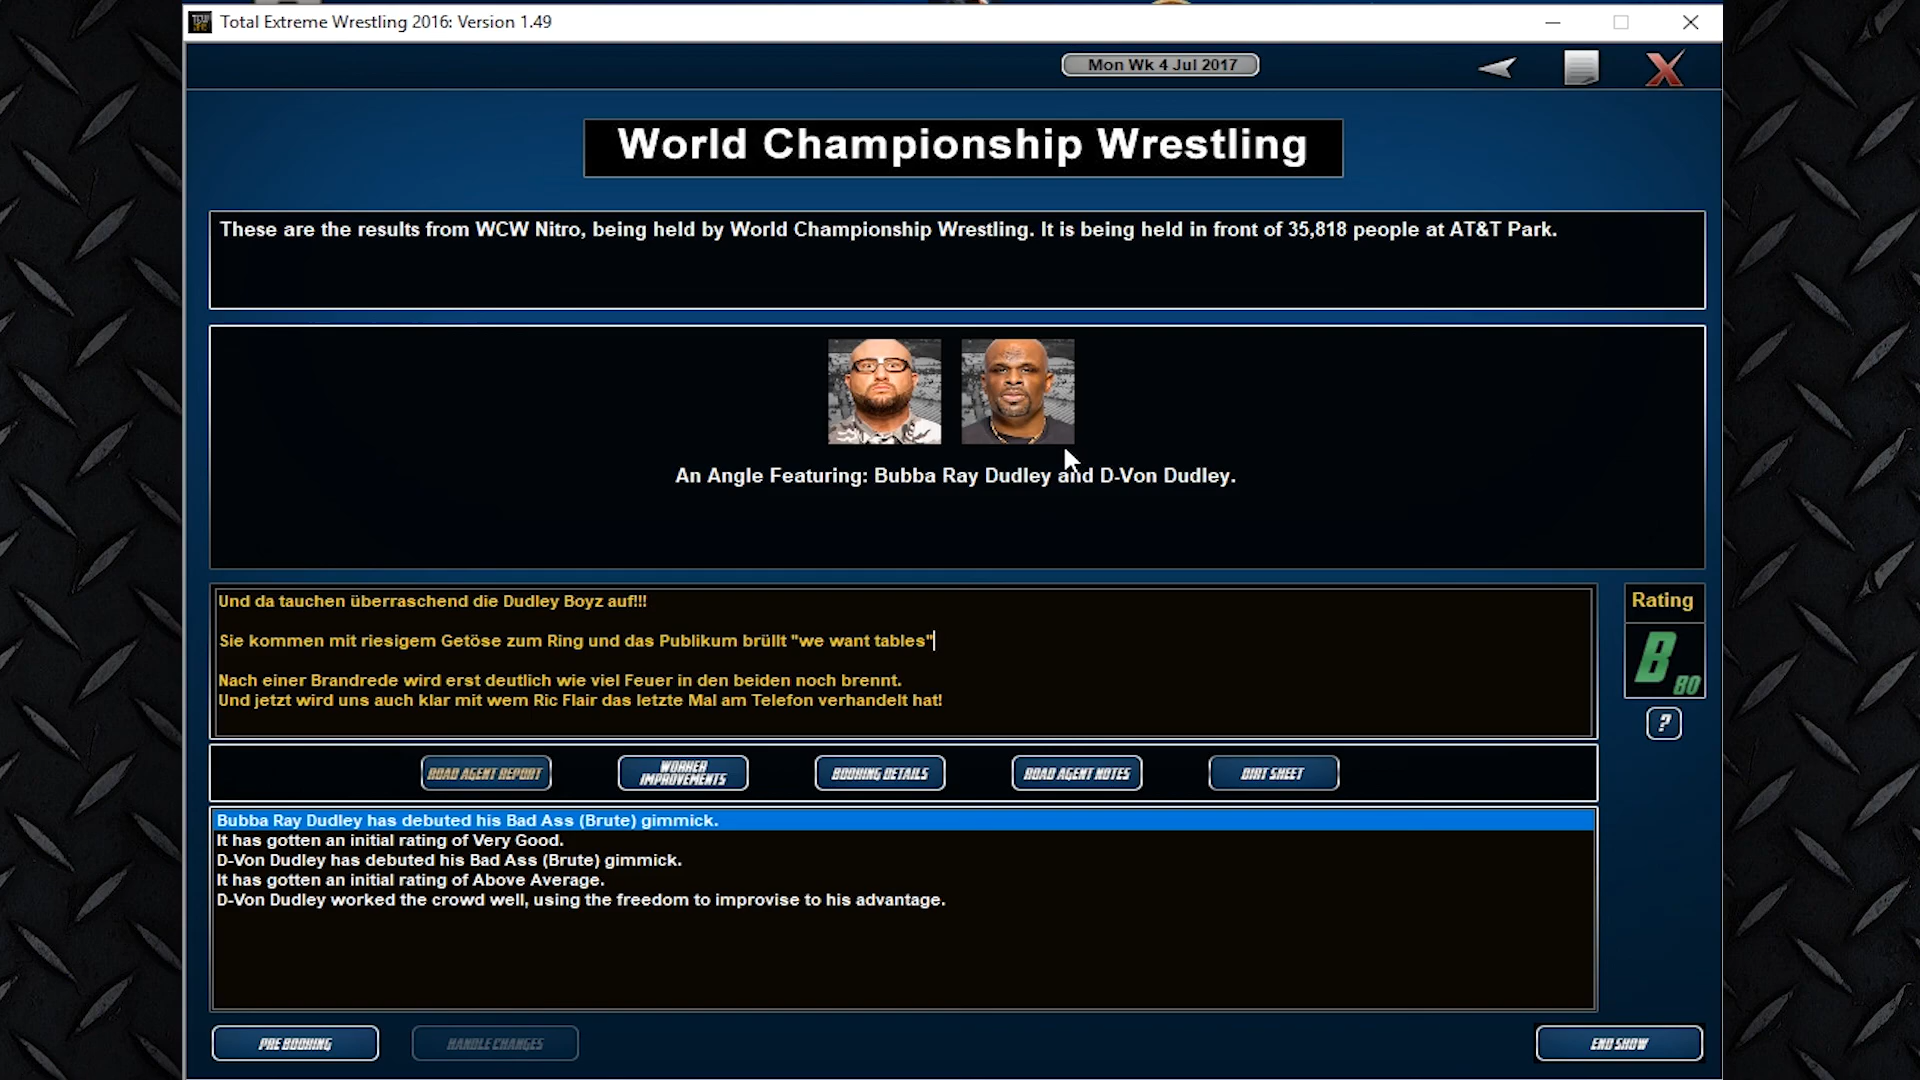 Total Extreme Wrestling 2016: Version 1.49
Mon Wk 4 Jul 2017
World Championship Wrestling
These are the results from WCW Nitro, being held by World Championship Wrestling. It is being held in front of 35,818 people at AT&T Park.
An Angle Featuring: Bubba Ray Dudley and D-Von Dudley.
Und da tauchen überraschend die Dudley Boyz auf!!!
Sie kommen mit riesigem Getöse zum Ring und das Publikum brüllt "we want tables"
Nach einer Brandrede wird erst deutlich wie viel Feuer in den beiden noch brennt.
Und jetzt wird uns auch klar mit wem Ric Flair das letzte Mal am Telefon verhandelt hat!
Rating
B 80
?
ROAD AGENT REPORT
WORKER IMPROVEMENTS
BOOKING DETAILS
ROAD AGENT NOTES
DIRT SHEET
Bubba Ray Dudley has debuted his Bad Ass (Brute) gimmick.
It has gotten an initial rating of Very Good.
D-Von Dudley has debuted his Bad Ass (Brute) gimmick.
It has gotten an initial rating of Above Average.
D-Von Dudley worked the crowd well, using the freedom to improvise to his advantage.
PRE BOOKING
HANDLE CHANGES
END SHOW